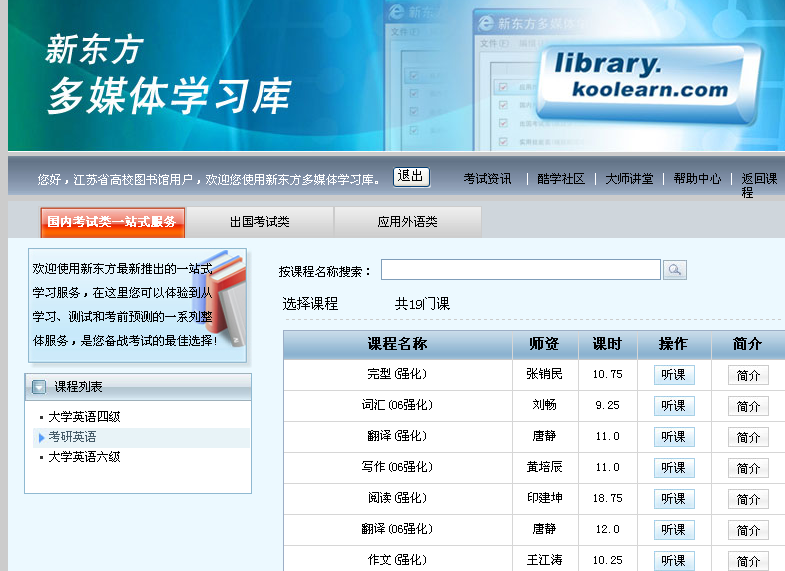 新东方
多媒体学习库
library.
koolearn.com
您好，江苏省高校图书馆用户，欢迎您使用新东方多媒体学习库。 退出 考试资讯 | 酷学社区 | 大师讲堂 | 帮助中心 | 返回课程
国内考试类一站式服务 出国考试类 应用外语类
欢迎使用新东方最新推出的一站式
学习服务，在这里您可以体验到从
学习、测试和考前预测的一系列整
体服务，是您备战考试的最佳选择!
课程列表
大学英语四级
考研英语
大学英语六级
按课程名称搜索：
选择课程 共19门课
课程名称 师资 课时 操作 简介
完型(强化) 张销民 10.75 听课 简介
词汇(06强化) 刘畅 9.25 听课 简介
翻译(强化) 唐静 11.0 听课 简介
写作(06强化) 黄培辰 11.0 听课 简介
阅读(强化) 印建坤 18.75 听课 简介
翻译(06强化) 唐静 12.0 听课 简介
作文(强化) 王江涛 10.25 听课 简介